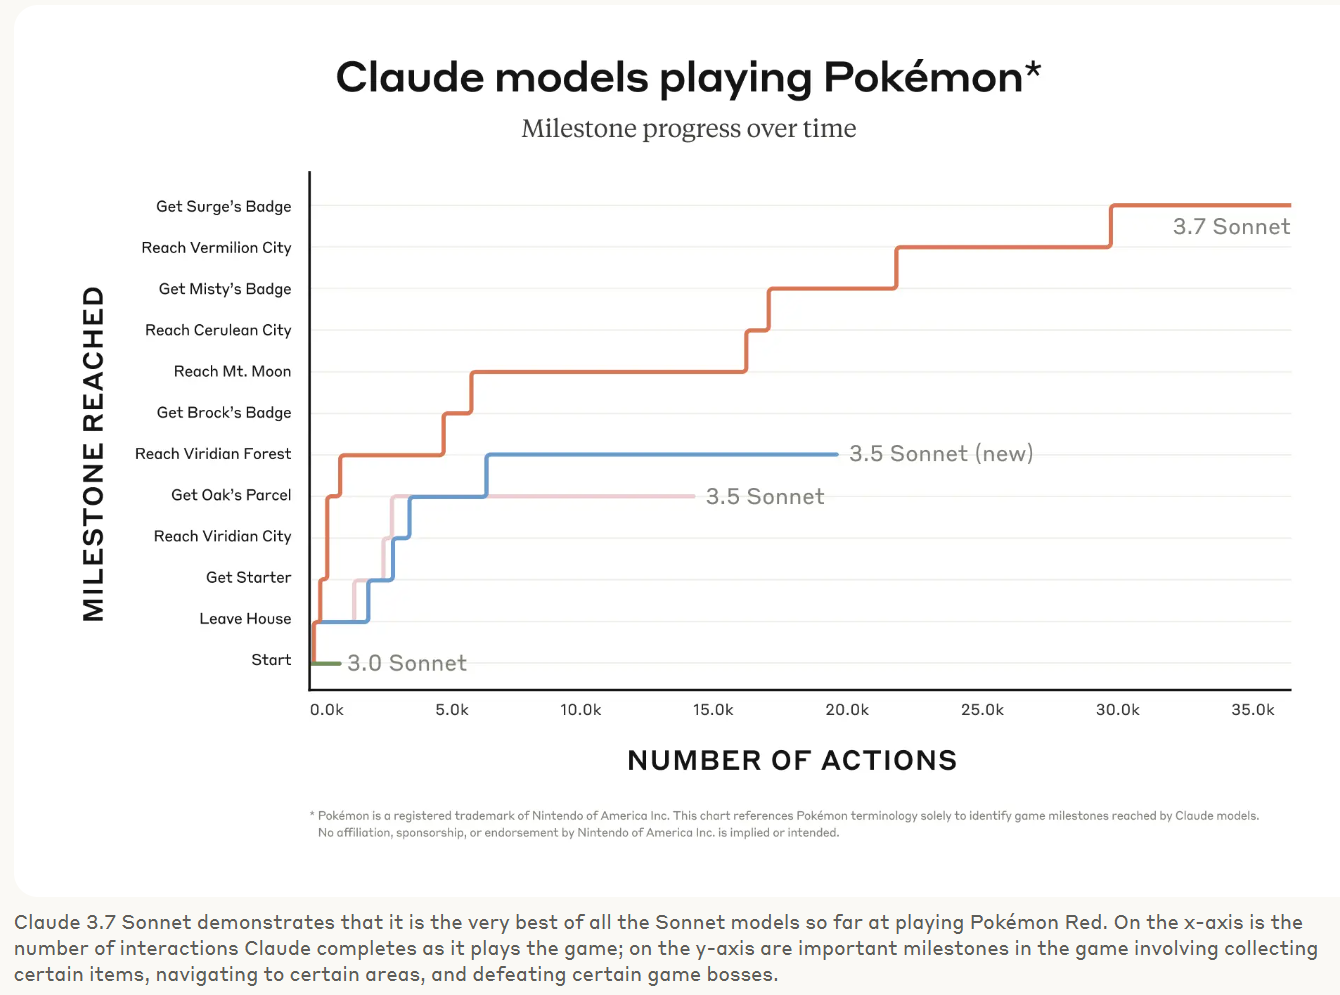 Claude models playing Pokémon*
Milestone progress over time
MILESTONE REACHED
Get Surge's Badge
Reach Vermilion City
Get Misty's Badge
Reach Cerulean City
Reach Mt. Moon
Get Brock's Badge
Reach Viridian Forest
Get Oak's Parcel
Reach Viridian City
Get Starter
Leave House
Start
3.7 Sonnet
3.5 Sonnet (new)
3.5 Sonnet
3.0 Sonnet
0.0k 5.0k 10.0k 15.0k 20.0k 25.0k 30.0k 35.0k
NUMBER OF ACTIONS
* Pokémon is a registered trademark of Nintendo of America Inc. This chart references Pokémon terminology solely to identify game milestones reached by Claude models.
No affiliation, sponsorship, or endorsement by Nintendo of America Inc. is implied or intended.
Claude 3.7 Sonnet demonstrates that it is the very best of all the Sonnet models so far at playing Pokémon Red. On the x-axis is the
number of interactions Claude completes as it plays the game; on the y-axis are important milestones in the game involving collecting
certain items, navigating to certain areas, and defeating certain game bosses.